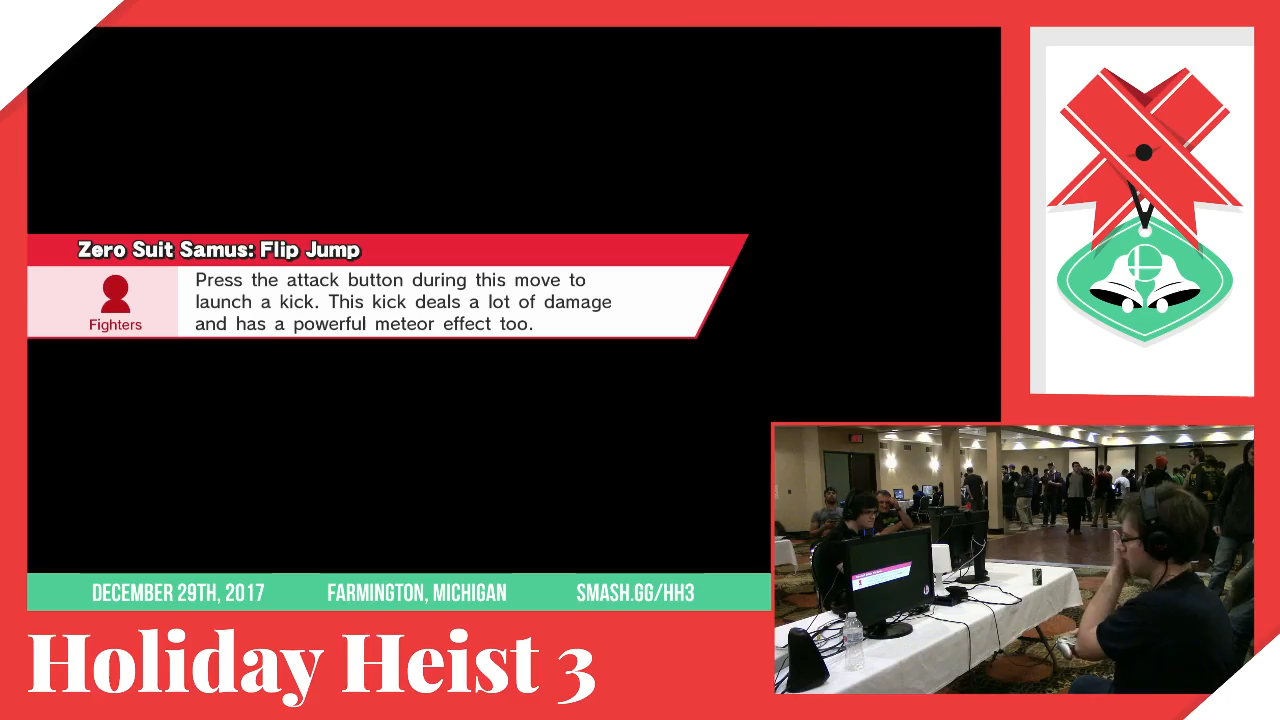 Zero Suit Samus: Flip Jump
Fighters
Press the attack button during this move to
launch a kick. This kick deals a lot of damage
and has a powerful meteor effect too.
DECEMBER 29TH, 2017 FARMINGTON, MICHIGAN SMASH.GG/HH3
Holiday Heist 3